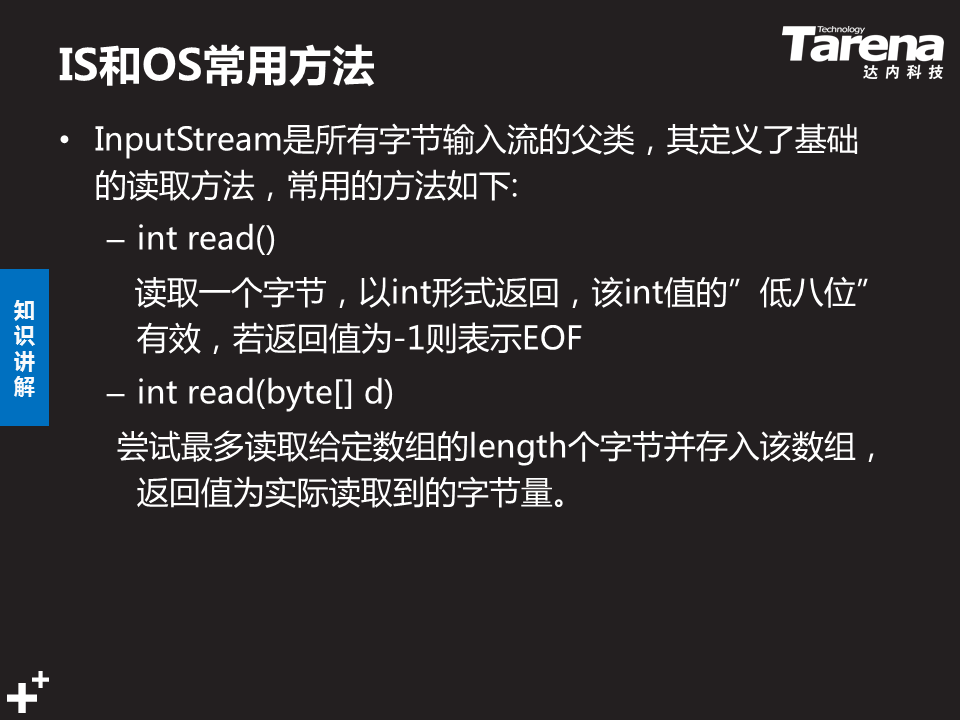 IS和OS常用方法
Technology
Tarena
达内科技
• InputStream是所有字节输入流的父类，其定义了基础
的读取方法，常用的方法如下:
– int read()
读取一个字节，以int形式返回，该int值的”低八位”
有效，若返回值为-1则表示EOF
– int read(byte[] d)
尝试最多读取给定数组的length个字节并存入该数组，
返回值为实际读取到的字节量。
知
识
讲
解